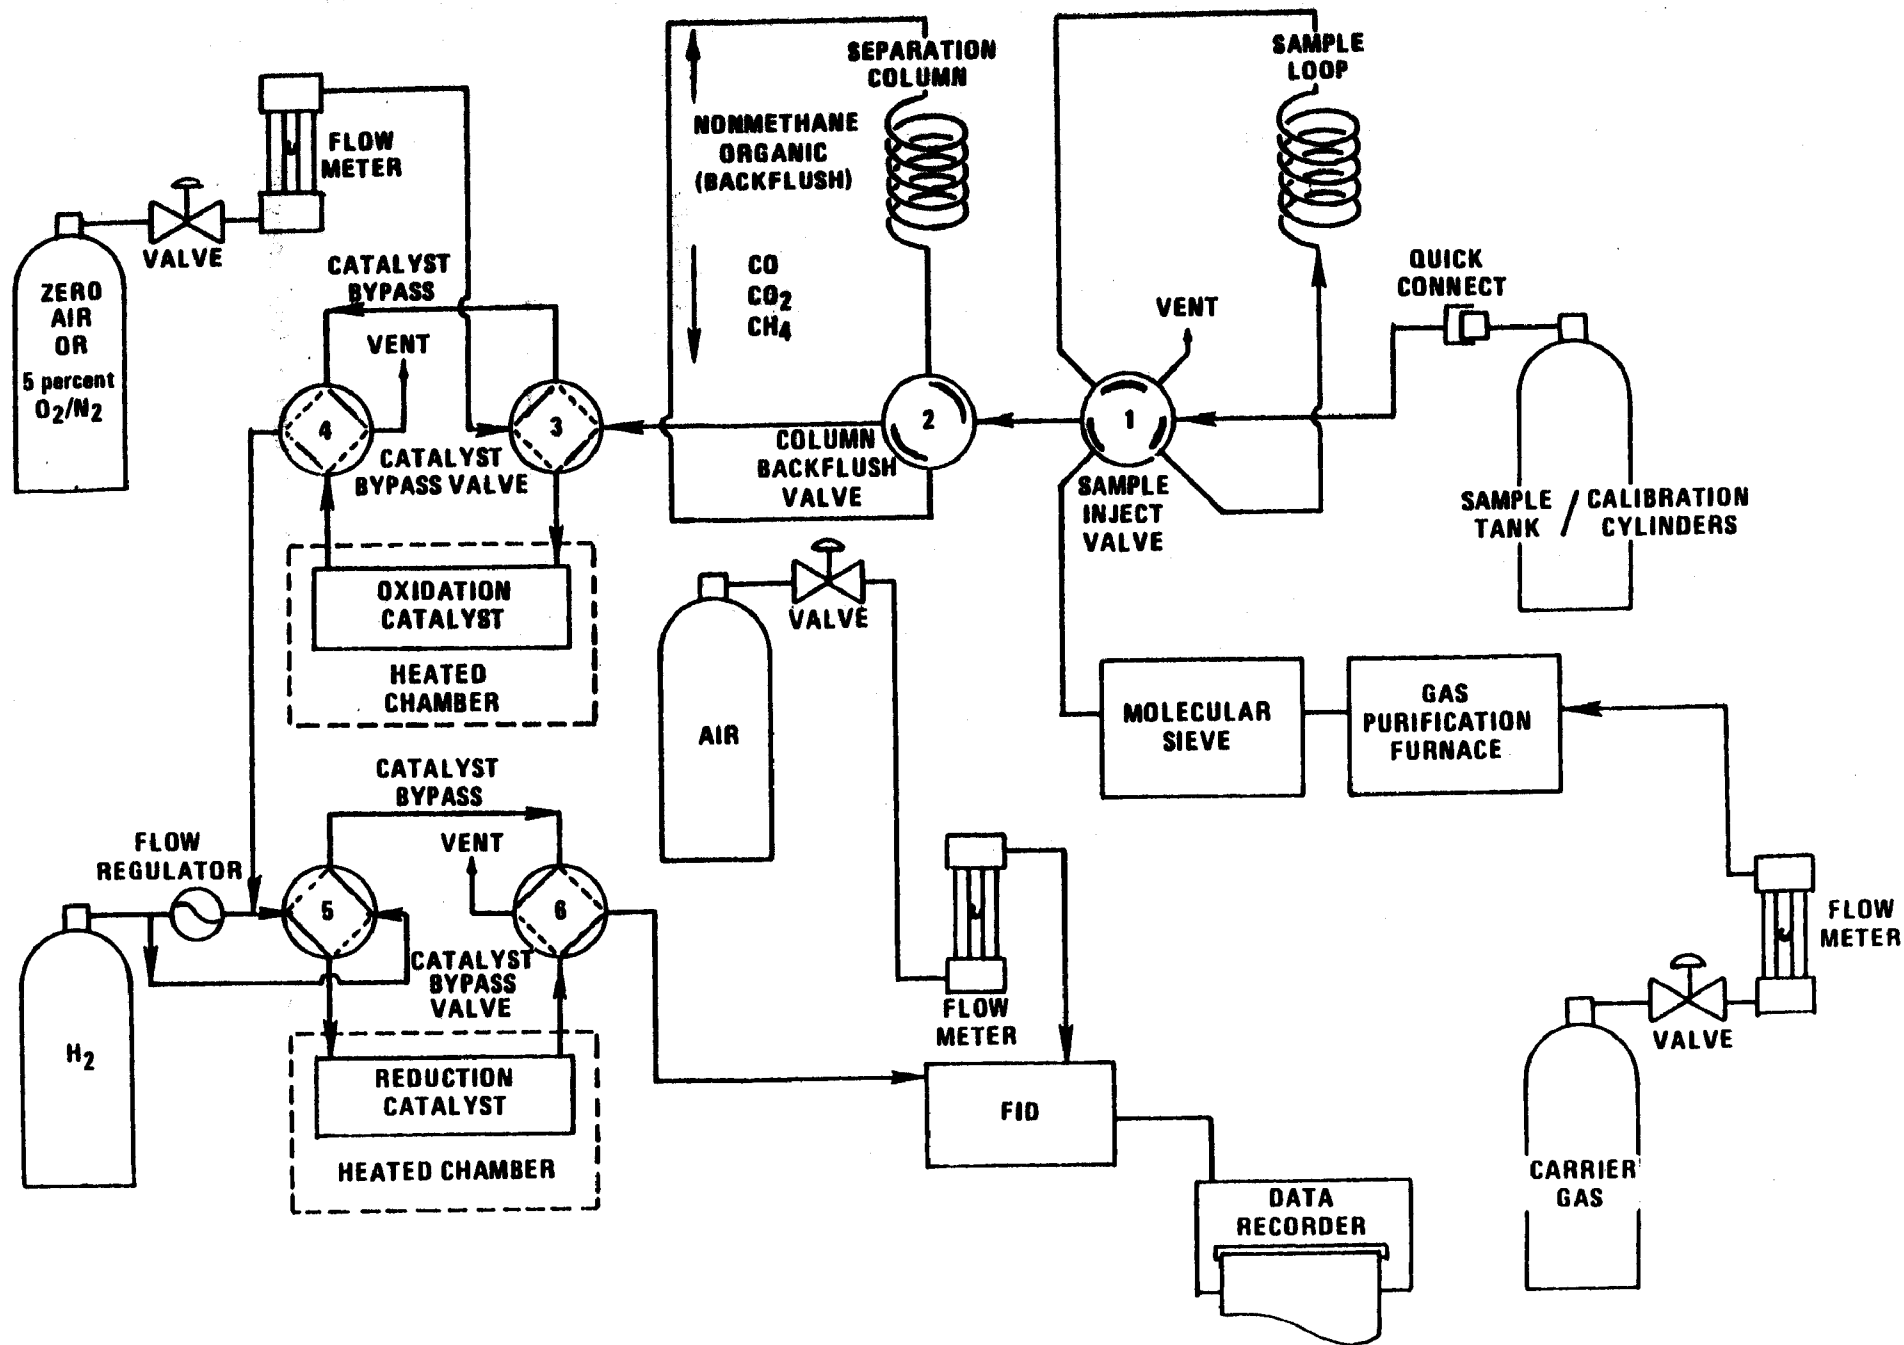 SEPARATION
COLUMN
SAMPLE
LOOP
NONMETHANE
ORGANIC
(BACKFLUSH)
FLOW
METER
VALVE
CATALYST
BYPASS
CO
CO2
CH4
QUICK
CONNECT
ZERO
AIR
OR
5 percent
O2/N2
VENT
VENT
4
3
2
1
CATALYST
BYPASS VALVE
COLUMN
BACKFLUSH
VALVE
SAMPLE
INJECT
VALVE
SAMPLE
TANK
/
CALIBRATION
CYLINDERS
OXIDATION
CATALYST
HEATED
CHAMBER
VALVE
AIR
MOLECULAR
SIEVE
GAS
PURIFICATION
FURNACE
CATALYST
BYPASS
FLOW
REGULATOR
VENT
5
6
CATALYST
BYPASS
VALVE
FLOW
METER
FLOW
METER
VALVE
H2
REDUCTION
CATALYST
HEATED CHAMBER
FID
CARRIER
GAS
DATA
RECORDER